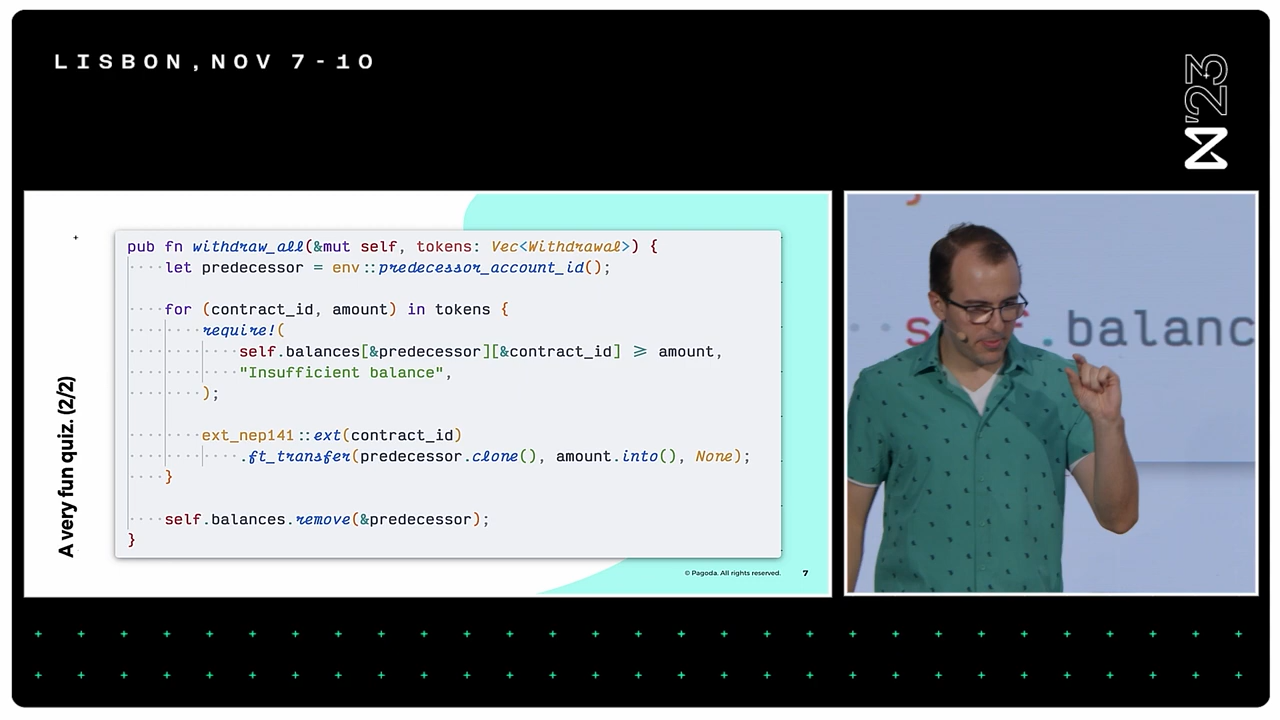 LISBON, NOV 7-10
'23
A very fun quiz. (2/2)
pub fn withdraw_all(&mut self, tokens: Vec<Withdrawal>) {
let predecessor = env::predecessor_account_id();
for (contract_id, amount) in tokens {
require!(
self.balances[&predecessor][&contract_id] >= amount,
"Insufficient balance",
);
ext_nep141::ext(contract_id)
.ft_transfer(predecessor.clone(), amount.into(), None);
}
self.balances.remove(&predecessor);
}
© Pagoda. All rights reserved.
7
self.balanc